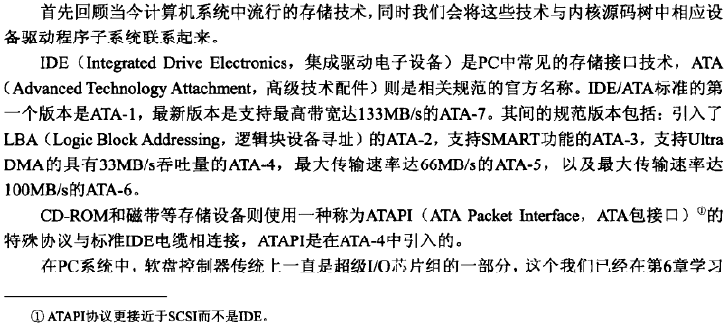 首先回顾当今计算机系统中流行的存储技术，同时我们会将这些技术与内核源码树中相应设
备驱动程序子系统联系起来。
IDE（Integrated Drive Electronics，集成驱动电子设备）是PC中常见的存储接口技术，ATA
（Advanced Technology Attachment，高级技术配件）则是相关规范的官方名称。IDE/ATA标准的第
一个版本是ATA-1，最新版本是支持最高带宽达133MB/s的ATA-7。其间的规范版本包括：引入了
LBA（Logic Block Addressing，逻辑块设备寻址）的ATA-2，支持SMART功能的ATA-3，支持Ultra
DMA的具有33MB/s吞吐量的ATA-4，最大传输速率达66MB/s的ATA-5，以及最大传输速率达
100MB/s的ATA-6。
CD-ROM和磁带等存储设备则使用一种称为ATAPI（ATA Packet Interface，ATA包接口）①的
特殊协议与标准IDE电缆相连接，ATAPI是在ATA-4中引入的。
在PC系统中，软盘控制器传统上一直是超级I/O芯片组的一部分，这个我们已经在第6章学习
① ATAPI协议更接近于SCSI而不是IDE。